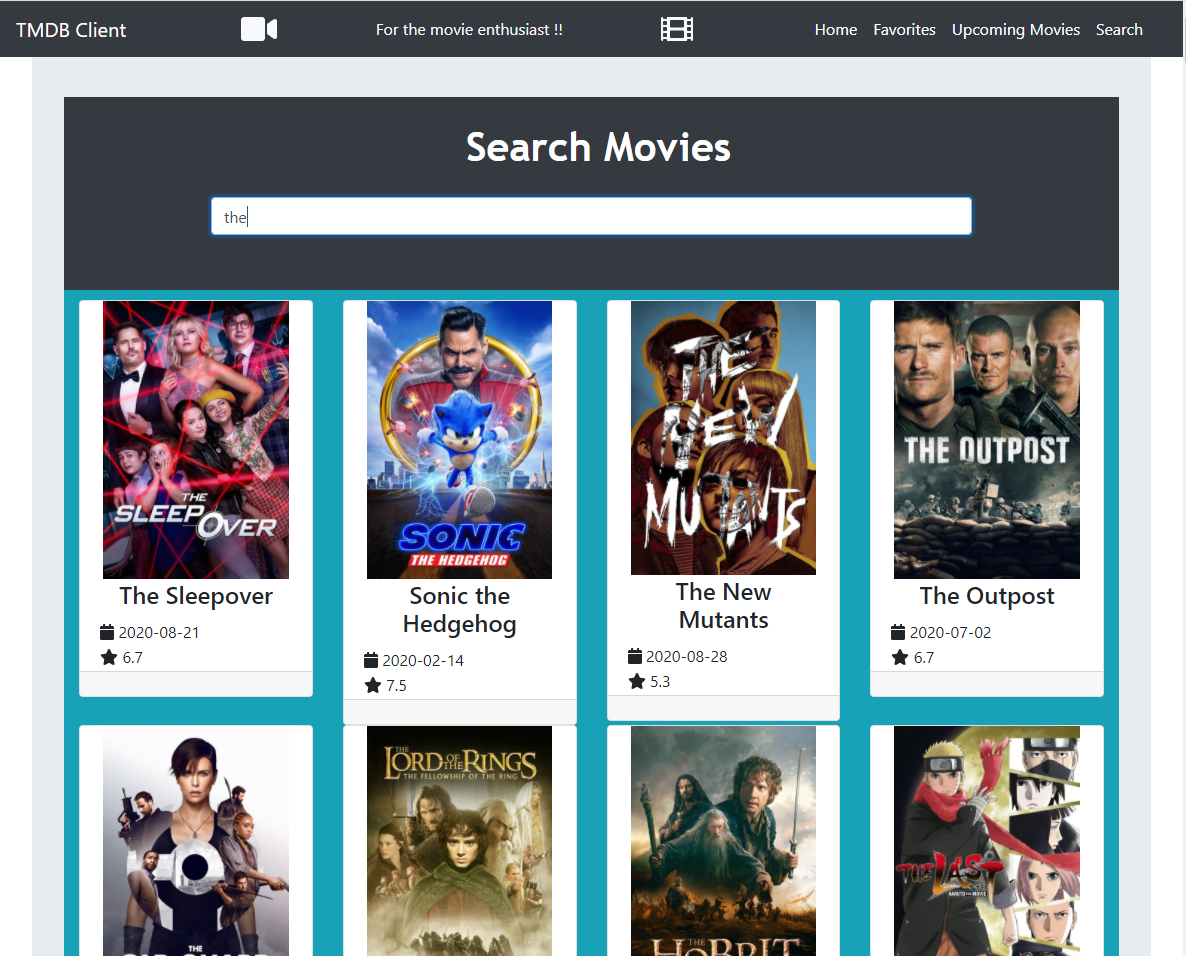 TMDB Client
For the movie enthusiast !!
Home Favorites Upcoming Movies Search
Search Movies
the
THE
SLEEPOVER
SONIC
THE HEDGEHOG
THE
NEW
MUTANTS
THE OUTPOST
The Sleepover
2020-08-21
6.7
Sonic the
Hedgehog
2020-02-14
7.5
The New
Mutants
2020-08-28
5.3
The Outpost
2020-07-02
6.7
THE
OLD GUARD
THE
LORD OF THE RINGS
THE FELLOWSHIP OF THE RING
THE
HOBBIT
THE LAST
NARUTO THE MOVIE